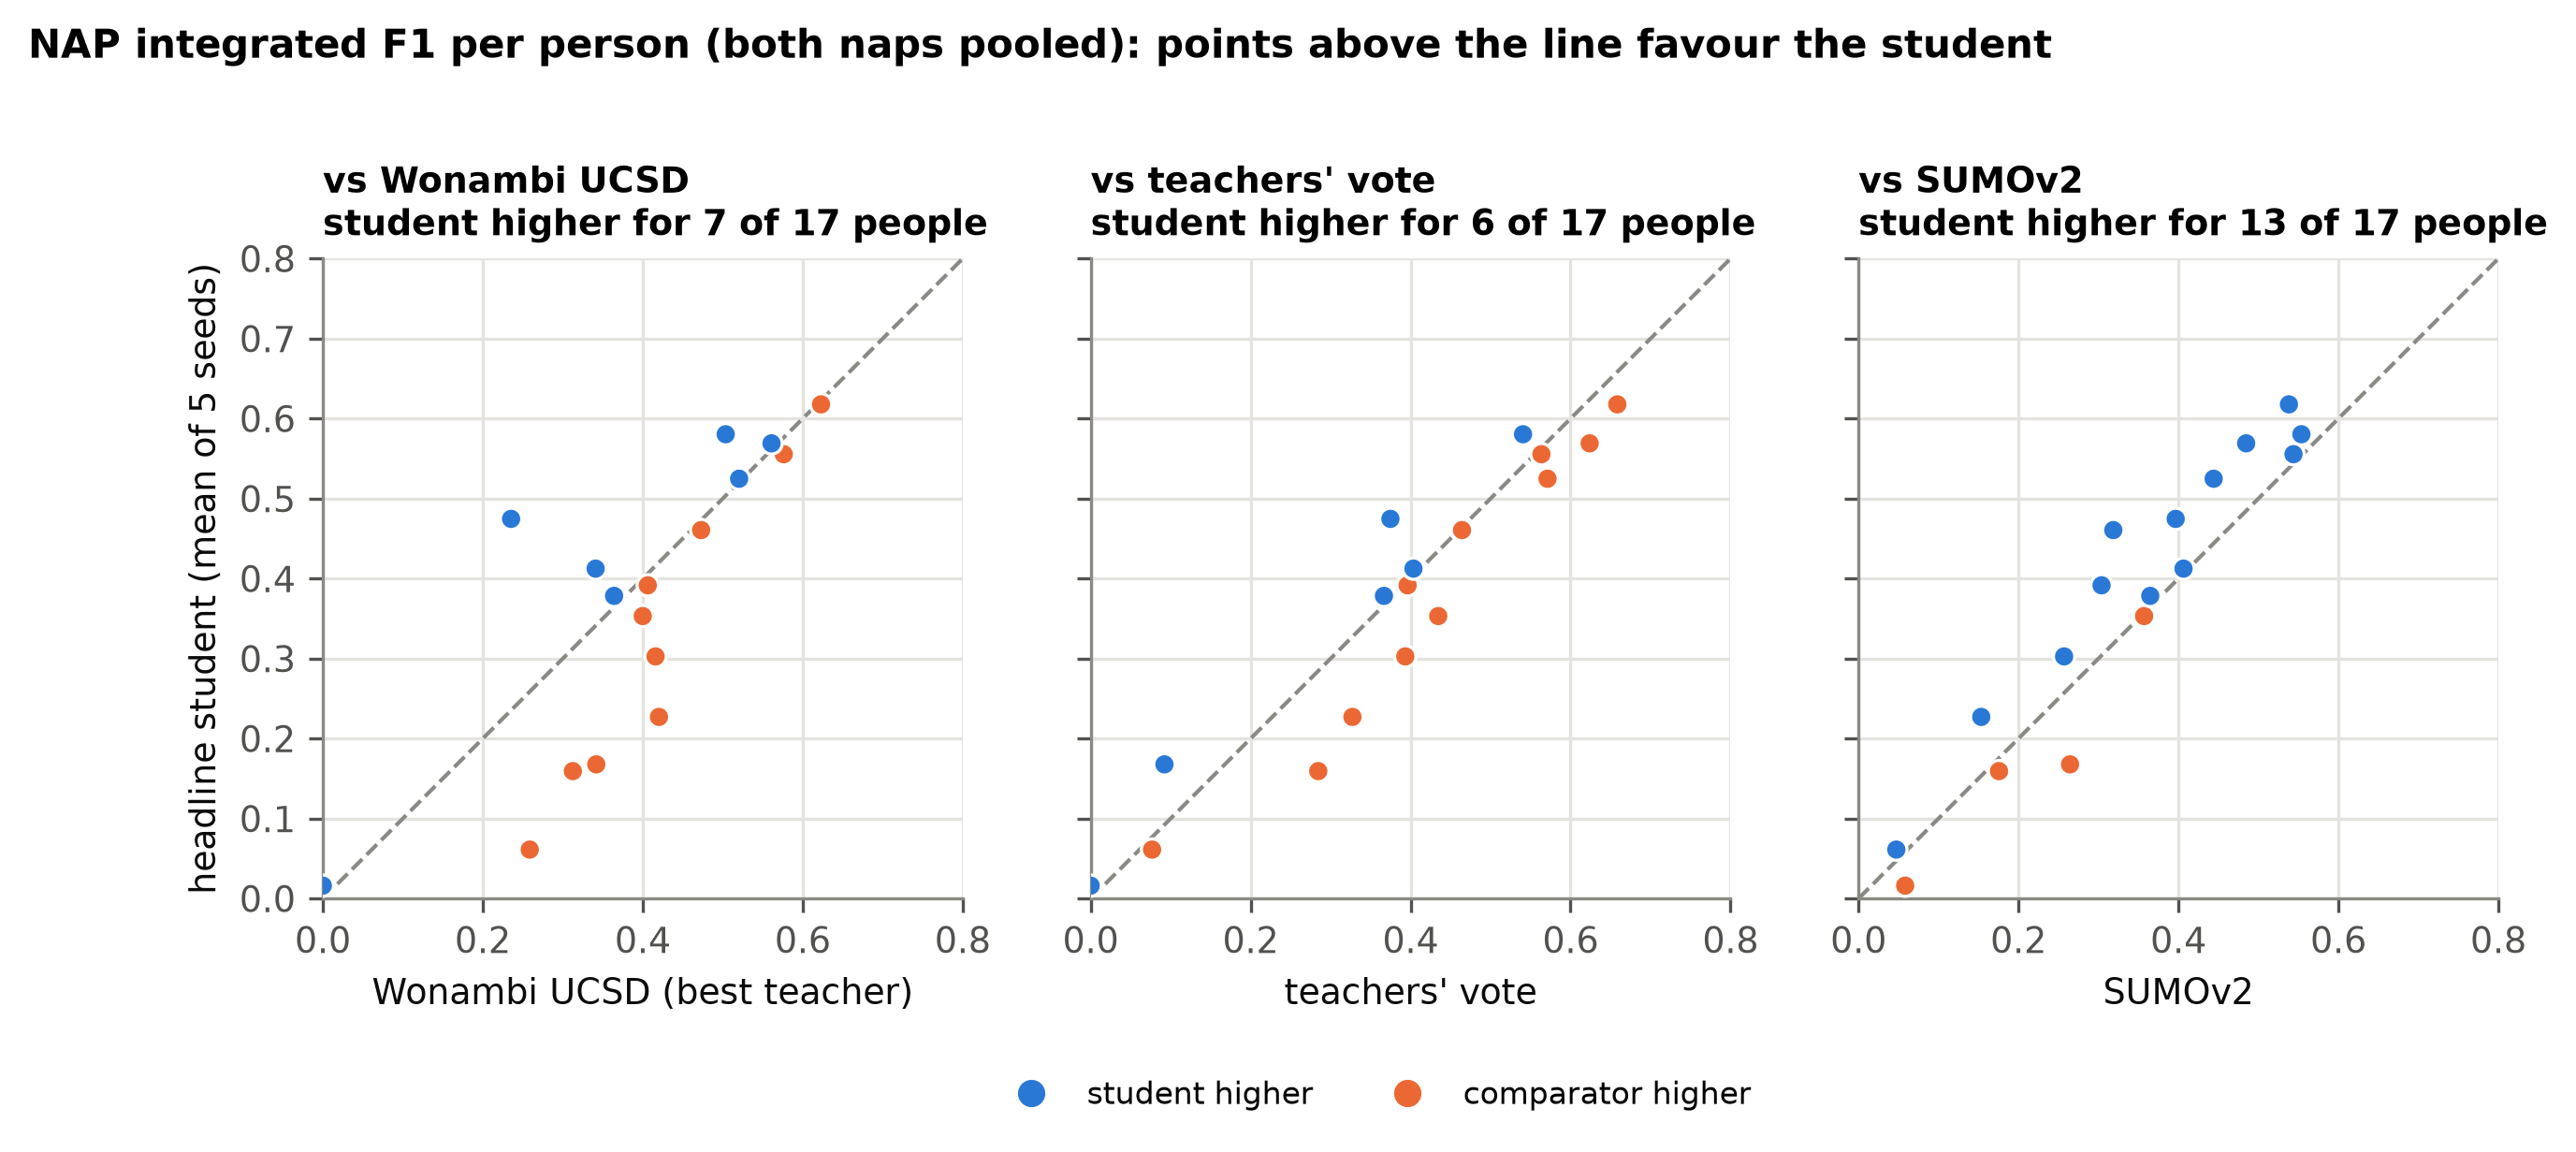 NAP integrated F1 per person (both naps pooled): points above the line favour the student
vs Wonambi UCSD
student higher for 7 of 17 people
vs teachers' vote
student higher for 6 of 17 people
vs SUMOv2
student higher for 13 of 17 people
headline student (mean of 5 seeds)
0.8
0.7
0.6
0.5
0.4
0.3
0.2
0.1
0.0
0.0 0.2 0.4 0.6 0.8
0.0 0.2 0.4 0.6 0.8
0.0 0.2 0.4 0.6 0.8
Wonambi UCSD (best teacher)
teachers' vote
SUMOv2
student higher
comparator higher